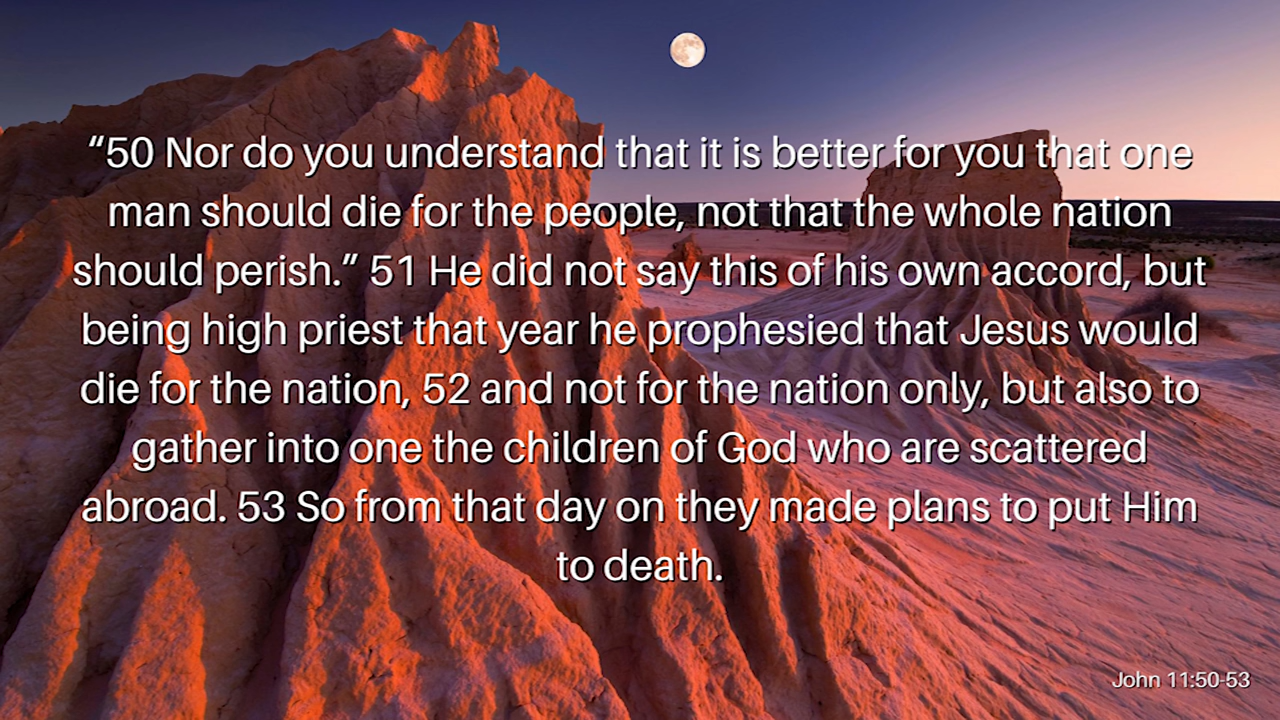 “50 Nor do you understand that it is better for you that one
man should die for the people, not that the whole nation
should perish.” 51 He did not say this of his own accord, but
being high priest that year he prophesied that Jesus would
die for the nation, 52 and not for the nation only, but also to
gather into one the children of God who are scattered
abroad. 53 So from that day on they made plans to put Him
to death.
John 11:50-53